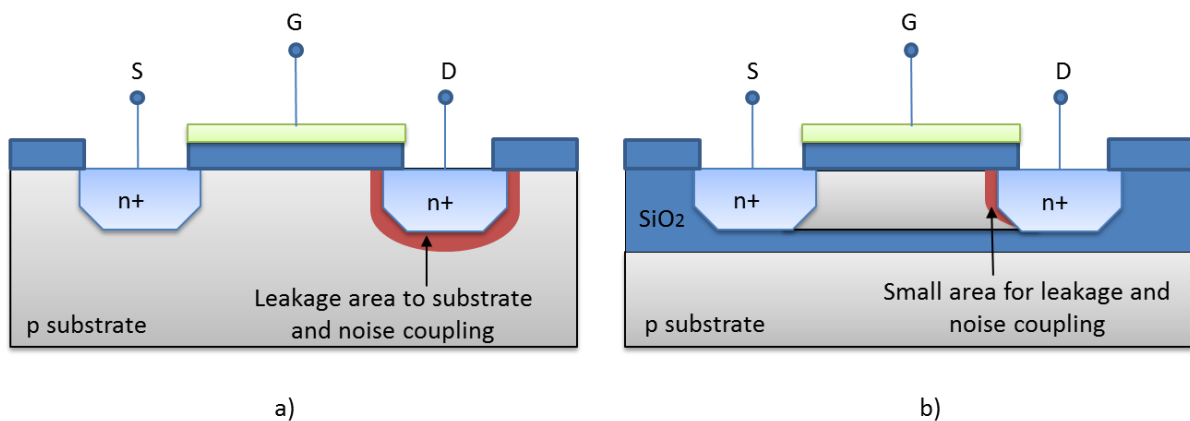 G
S
D
n+
n+
Leakage area to substrate
and noise coupling
p substrate
a)
G
S
D
n+
n+
SiO₂
Small area for leakage and
noise coupling
p substrate
b)